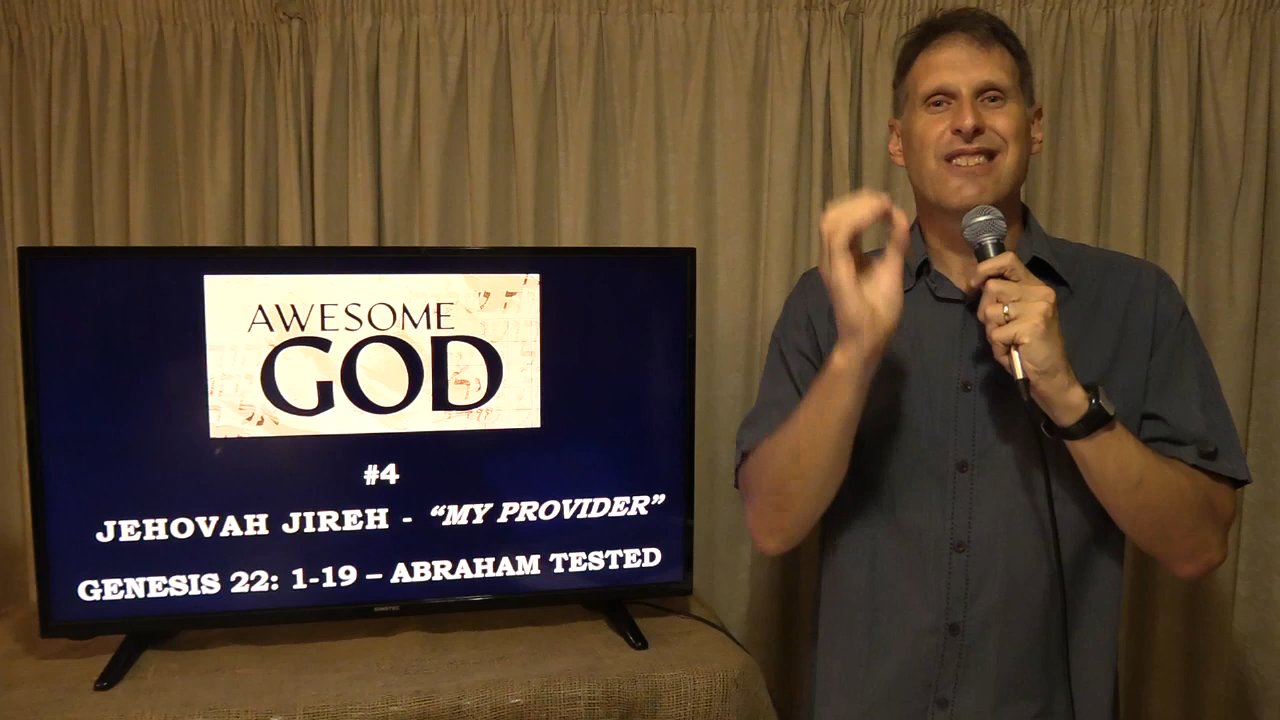 AWESOME
GOD
#4
JEHOVAH JIREH - “MY PROVIDER”
GENESIS 22: 1-19 – ABRAHAM TESTED